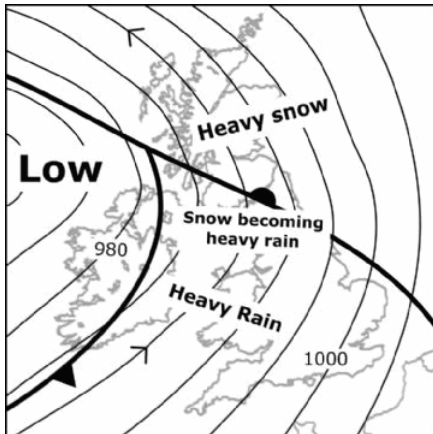 Heavy snow
Low
Snow becoming
heavy rain
980
Heavy Rain
1000